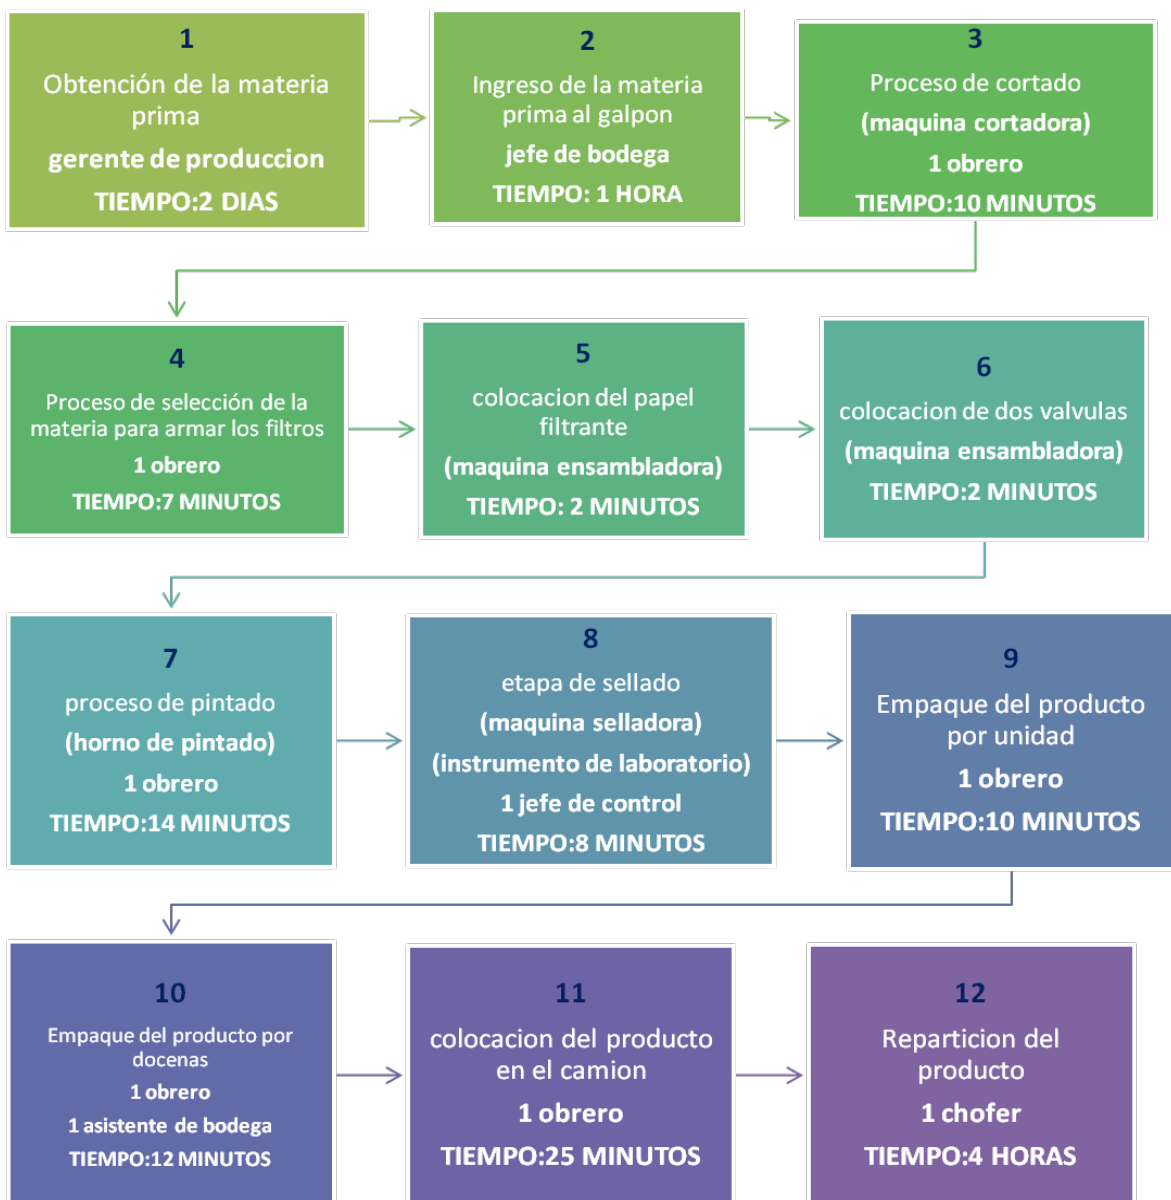 1
Obtención de la materia
prima
gerente de produccion
TIEMPO:2 DIAS
2
Ingreso de la materia
prima al galpon
jefe de bodega
TIEMPO: 1 HORA
3
Proceso de cortado
(maquina cortadora)
1 obrero
TIEMPO:10 MINUTOS
4
Proceso de selección de la
materia para armar los filtros
1 obrero
TIEMPO:7 MINUTOS
5
colocacion del papel
filtrante
(maquina ensambladora)
TIEMPO: 2 MINUTOS
6
colocacion de dos valvulas
(maquina ensambladora)
TIEMPO:2 MINUTOS
7
proceso de pintado
(horno de pintado)
1 obrero
TIEMPO:14 MINUTOS
8
etapa de sellado
(maquina selladora)
(instrumento de laboratorio)
1 jefe de control
TIEMPO:8 MINUTOS
9
Empaque del producto
por unidad
1 obrero
TIEMPO:10 MINUTOS
10
Empaque del producto por
docenas
1 obrero
1 asistente de bodega
TIEMPO:12 MINUTOS
11
colocacion del producto
en el camion
1 obrero
TIEMPO:25 MINUTOS
12
Reparticion del
producto
1 chofer
TIEMPO:4 HORAS